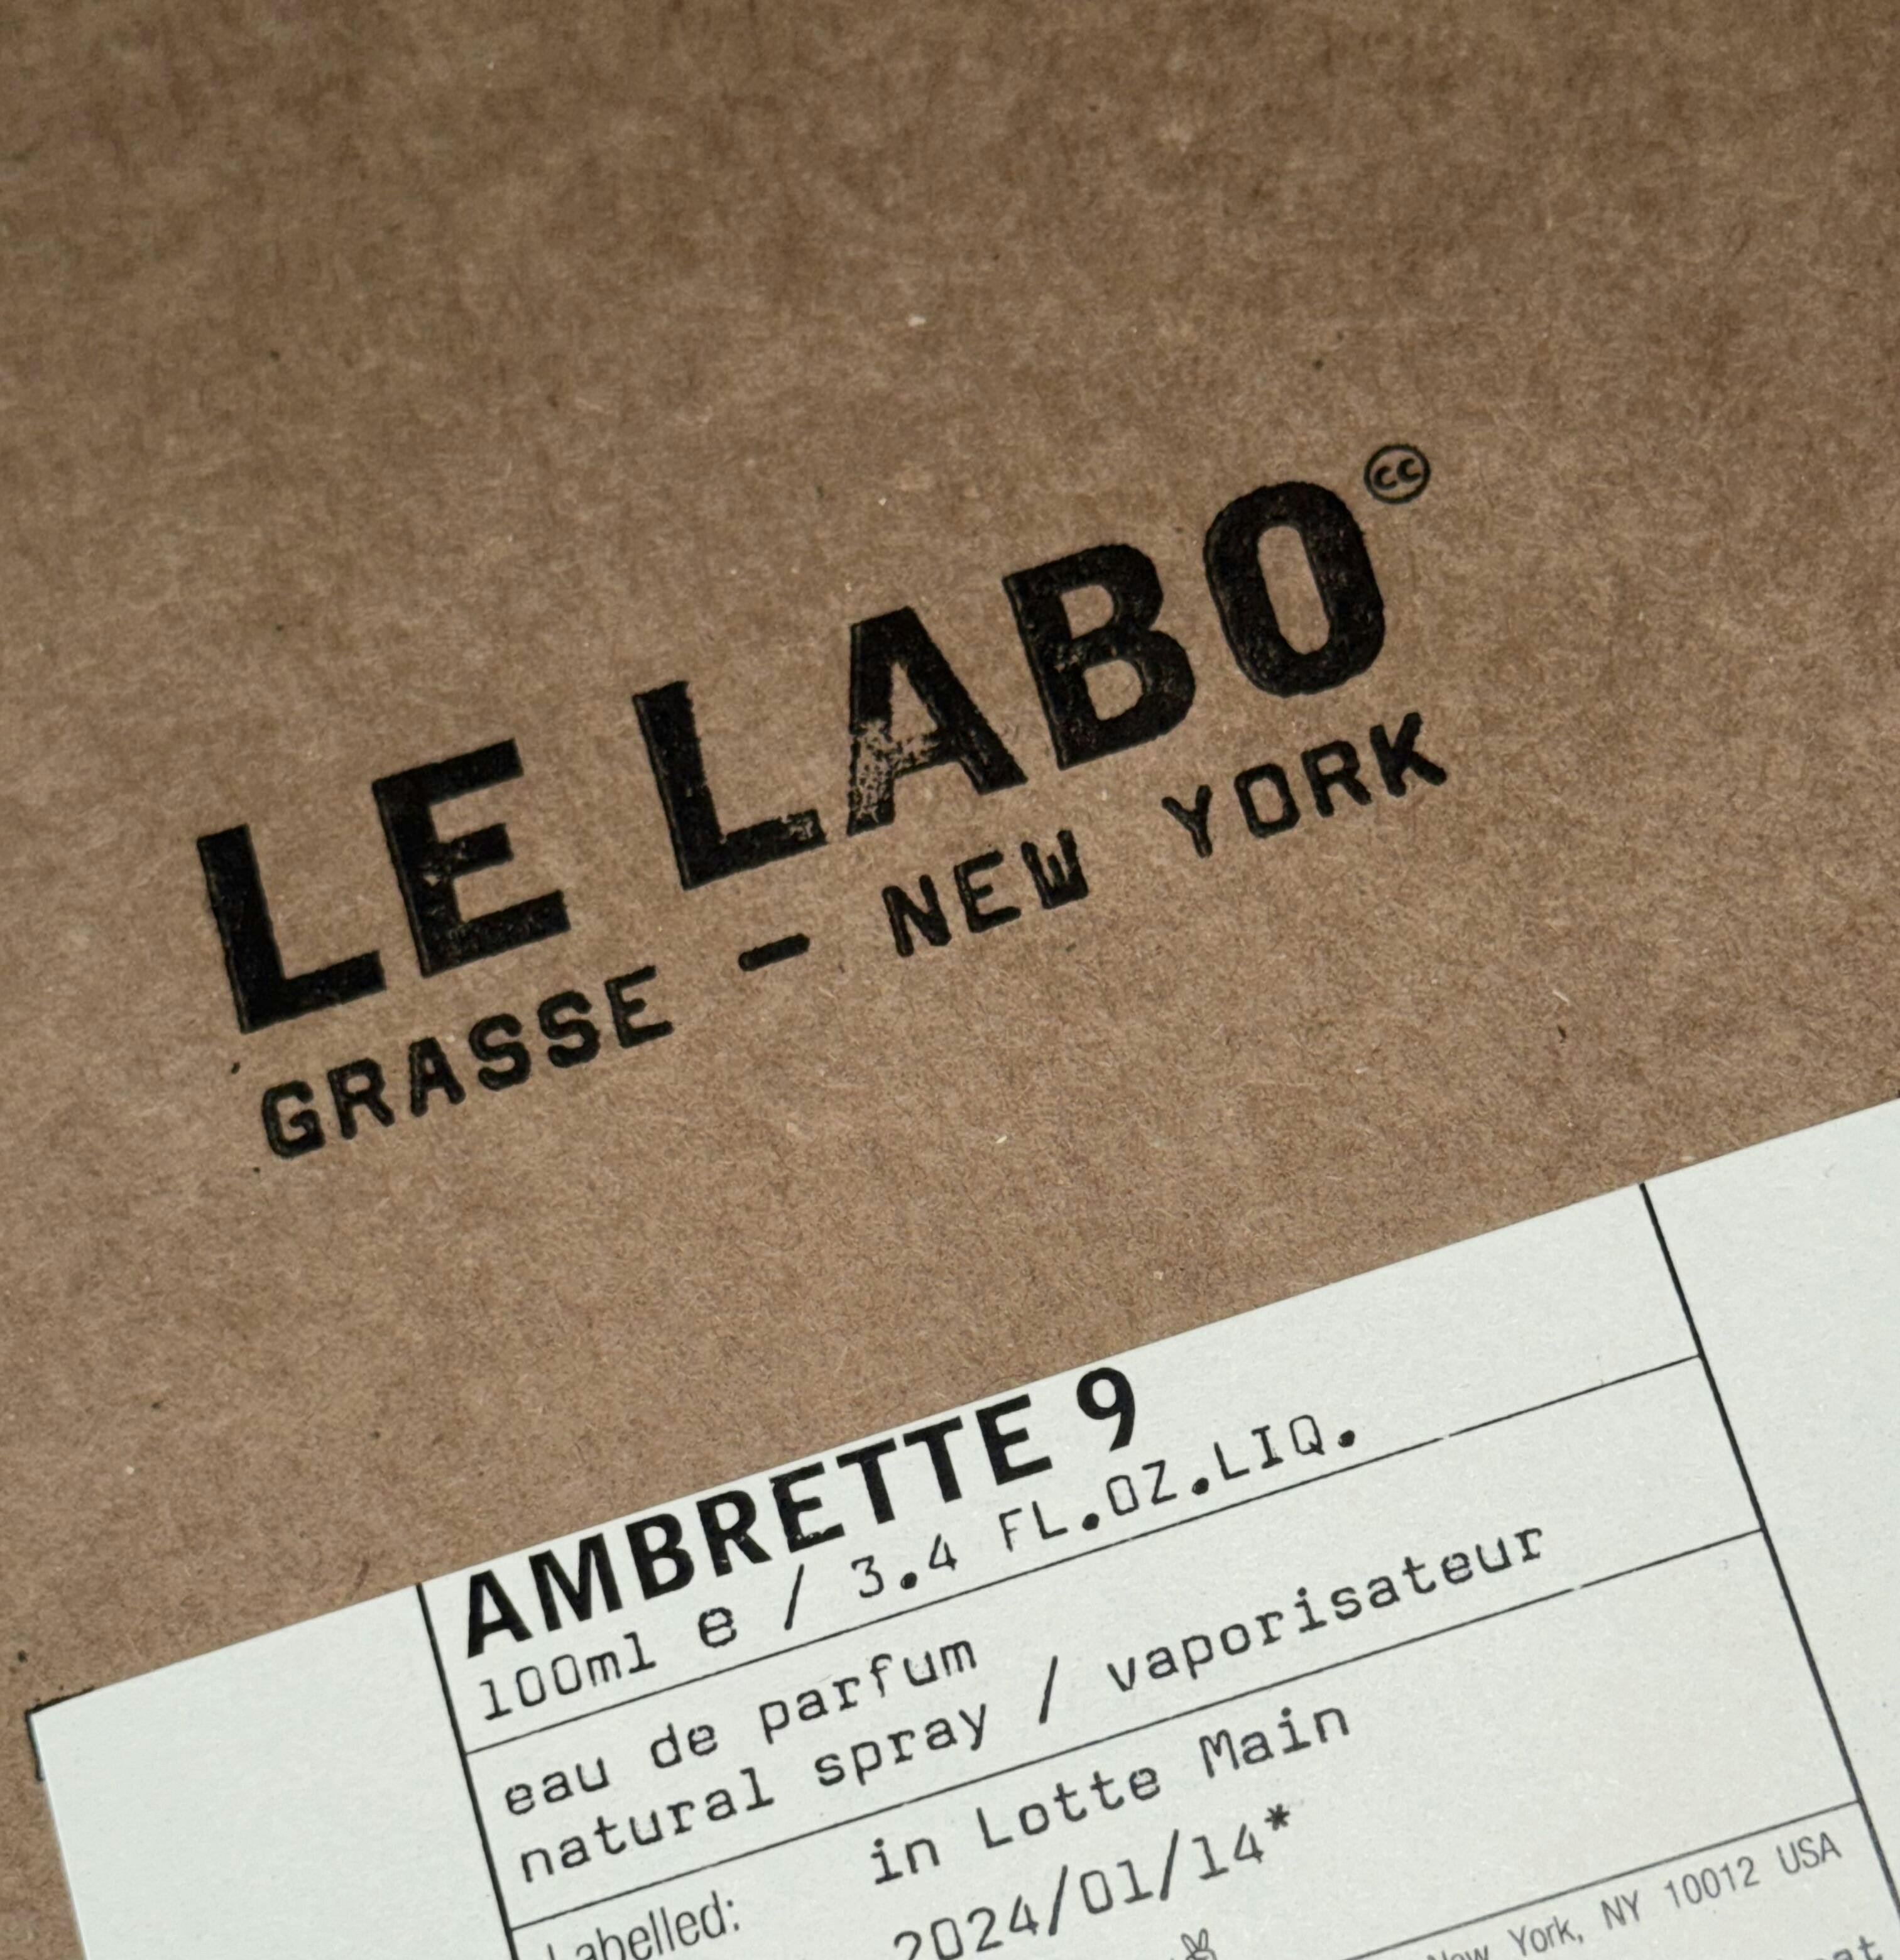 LE LABO
GRASSE — NEW YORK
AMBRETTE 9
100ml e / 3.4 FL.OZ.LIQ.
eau de parfum
natural spray / vaporisateur
Labelled: in Lotte Main
2024/01/14*
New York, NY 10012 USA